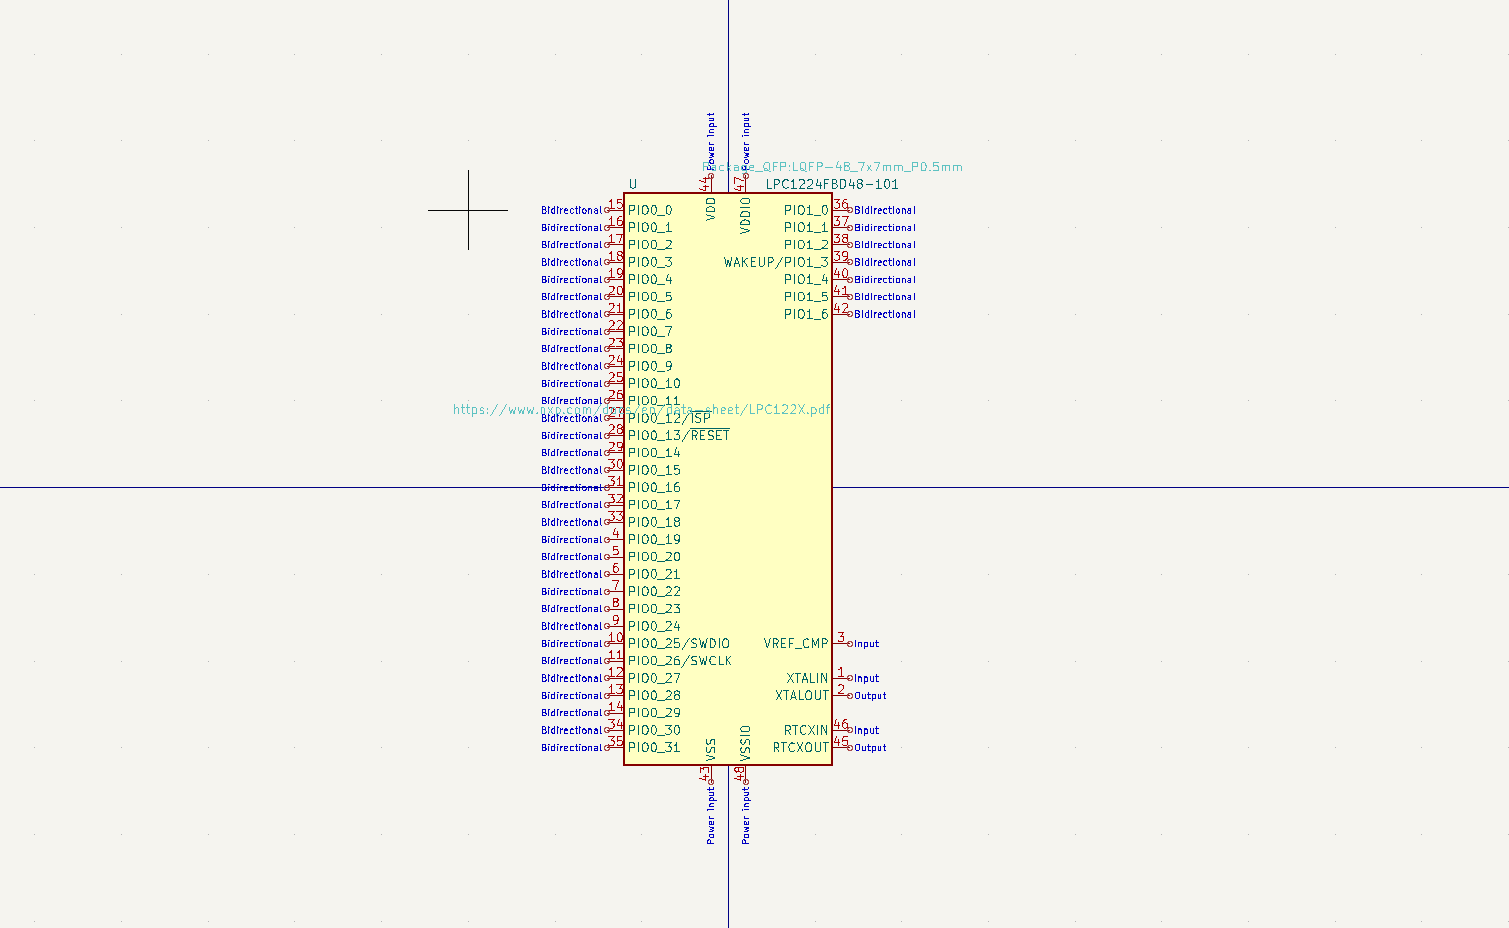 Power Input Power Input
Package_QFP:LQFP-48_7x7mm_P0.5mm
U LPC1224FBD48-101
44 47
VDD VDDIO
Bidirectional 15 PIO0_0 PIO1_0 36 Bidirectional
Bidirectional 16 PIO0_1 PIO1_1 37 Bidirectional
Bidirectional 17 PIO0_2 PIO1_2 38 Bidirectional
Bidirectional 18 PIO0_3 WAKEUP/PIO1_3 39 Bidirectional
Bidirectional 19 PIO0_4 PIO1_4 40 Bidirectional
Bidirectional 20 PIO0_5 PIO1_5 41 Bidirectional
Bidirectional 21 PIO0_6 PIO1_6 42 Bidirectional
Bidirectional 22 PIO0_7
Bidirectional 23 PIO0_8
Bidirectional 24 PIO0_9
Bidirectional 25 PIO0_10
Bidirectional 26 PIO0_11
https://www.nxp.com/docs/en/data-sheet/LPC122X.pdf
Bidirectional 27 PIO0_12/ISP
Bidirectional 28 PIO0_13/RESET
Bidirectional 29 PIO0_14
Bidirectional 30 PIO0_15
Bidirectional 31 PIO0_16
Bidirectional 32 PIO0_17
Bidirectional 33 PIO0_18
Bidirectional 4 PIO0_19
Bidirectional 5 PIO0_20
Bidirectional 6 PIO0_21
Bidirectional 7 PIO0_22
Bidirectional 8 PIO0_23
Bidirectional 9 PIO0_24
Bidirectional 10 PIO0_25/SWDIO VREF_CMP 3 Input
Bidirectional 11 PIO0_26/SWCLK
Bidirectional 12 PIO0_27 XTALIN 1 Input
Bidirectional 13 PIO0_28 XTALOUT 2 Output
Bidirectional 14 PIO0_29
Bidirectional 34 PIO0_30 RTCXIN 46 Input
Bidirectional 35 PIO0_31 RTCXOUT 45 Output
VSS VSSIO
43 48
Power Input Power Input